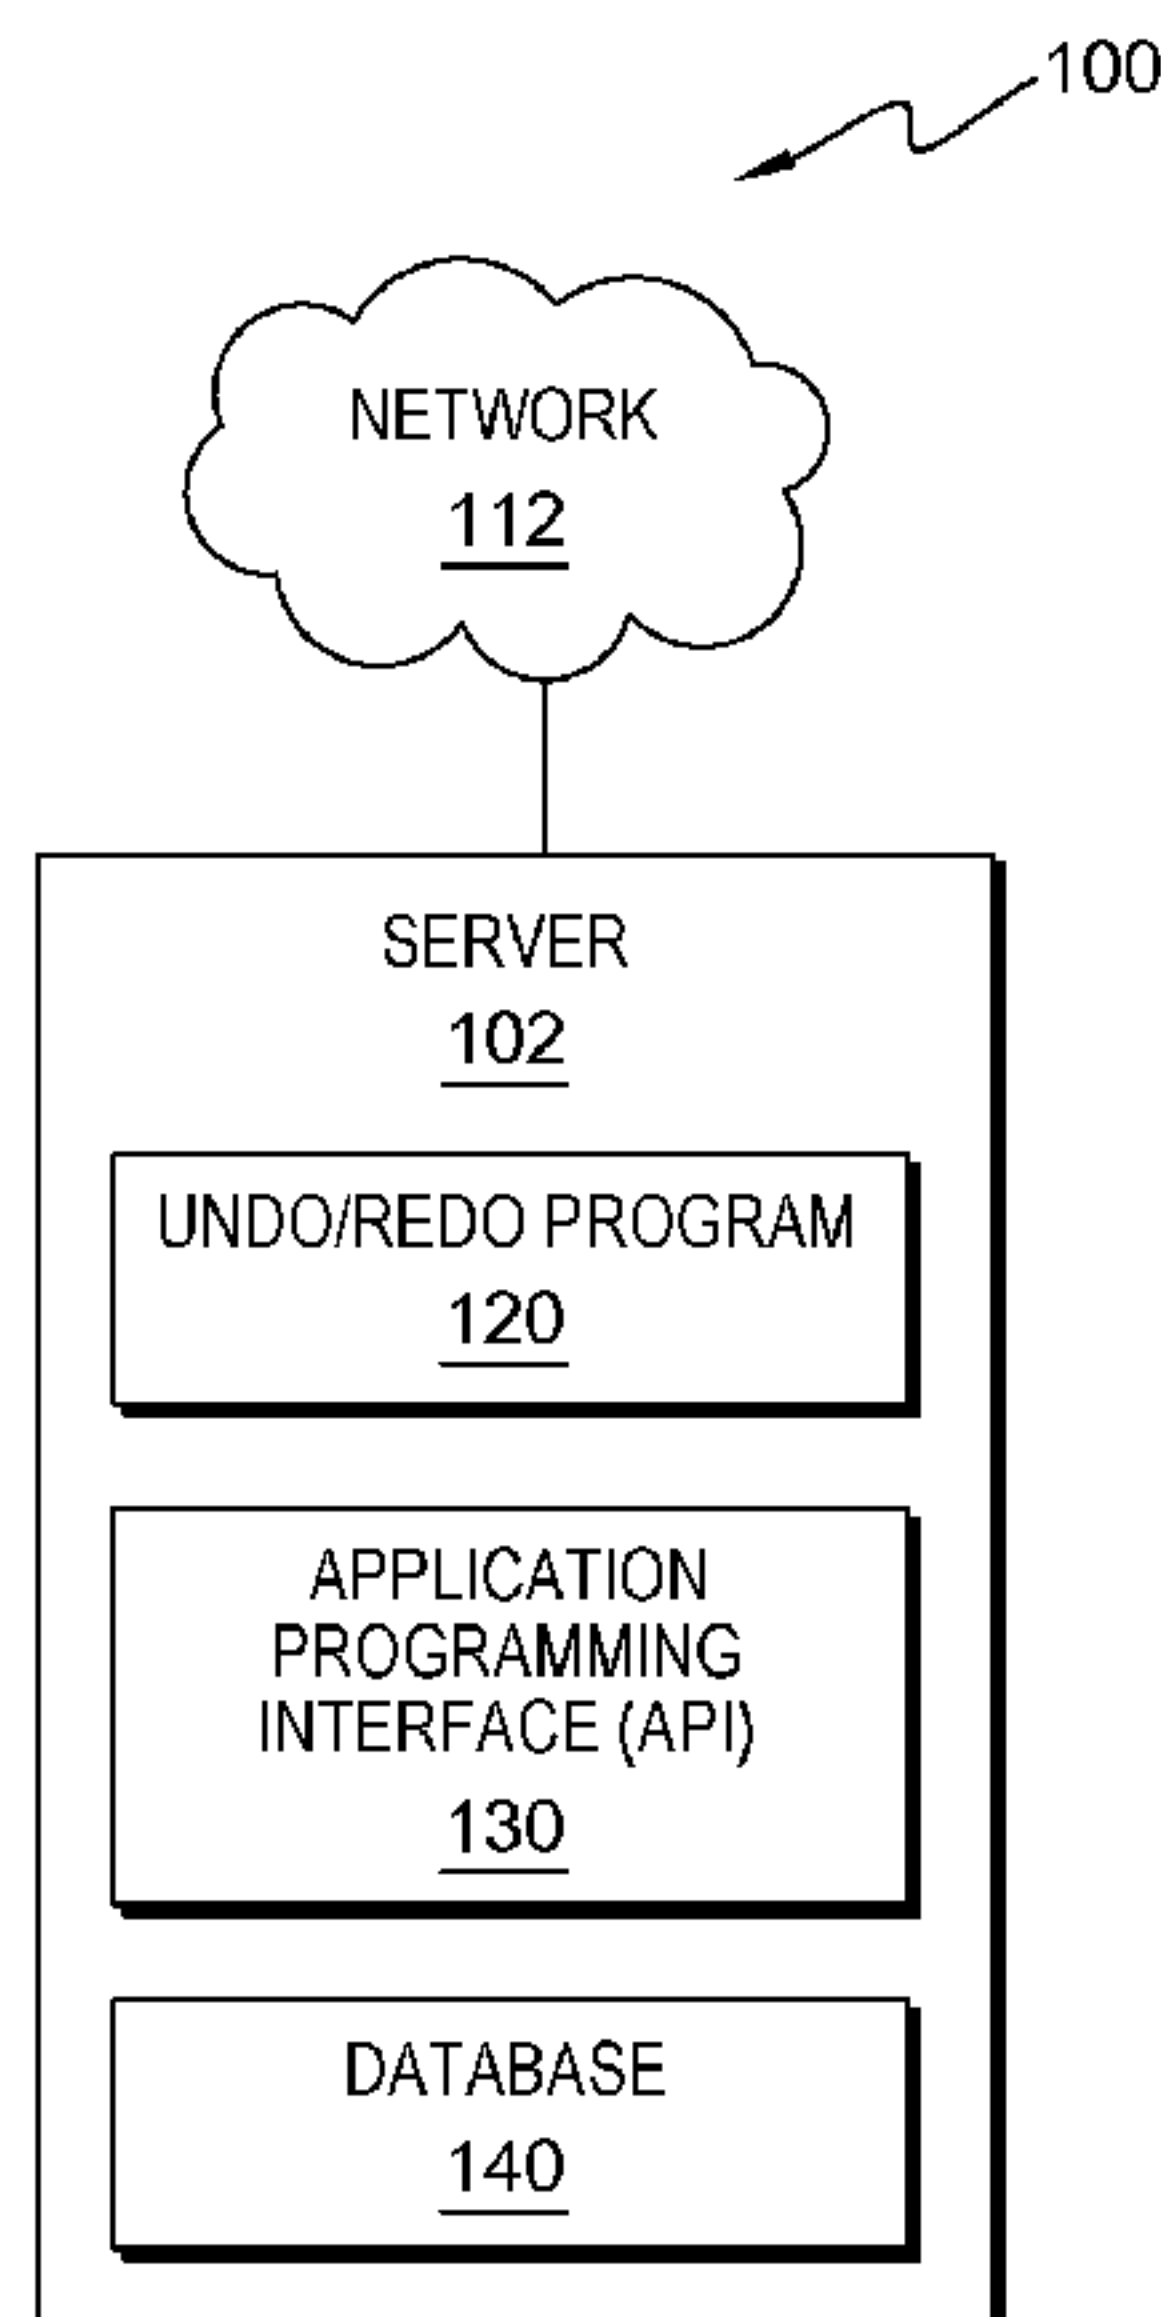 100
NETWORK
112
SERVER
102
UNDO/REDO PROGRAM
120
APPLICATION
PROGRAMMING
INTERFACE (API)
130
DATABASE
140